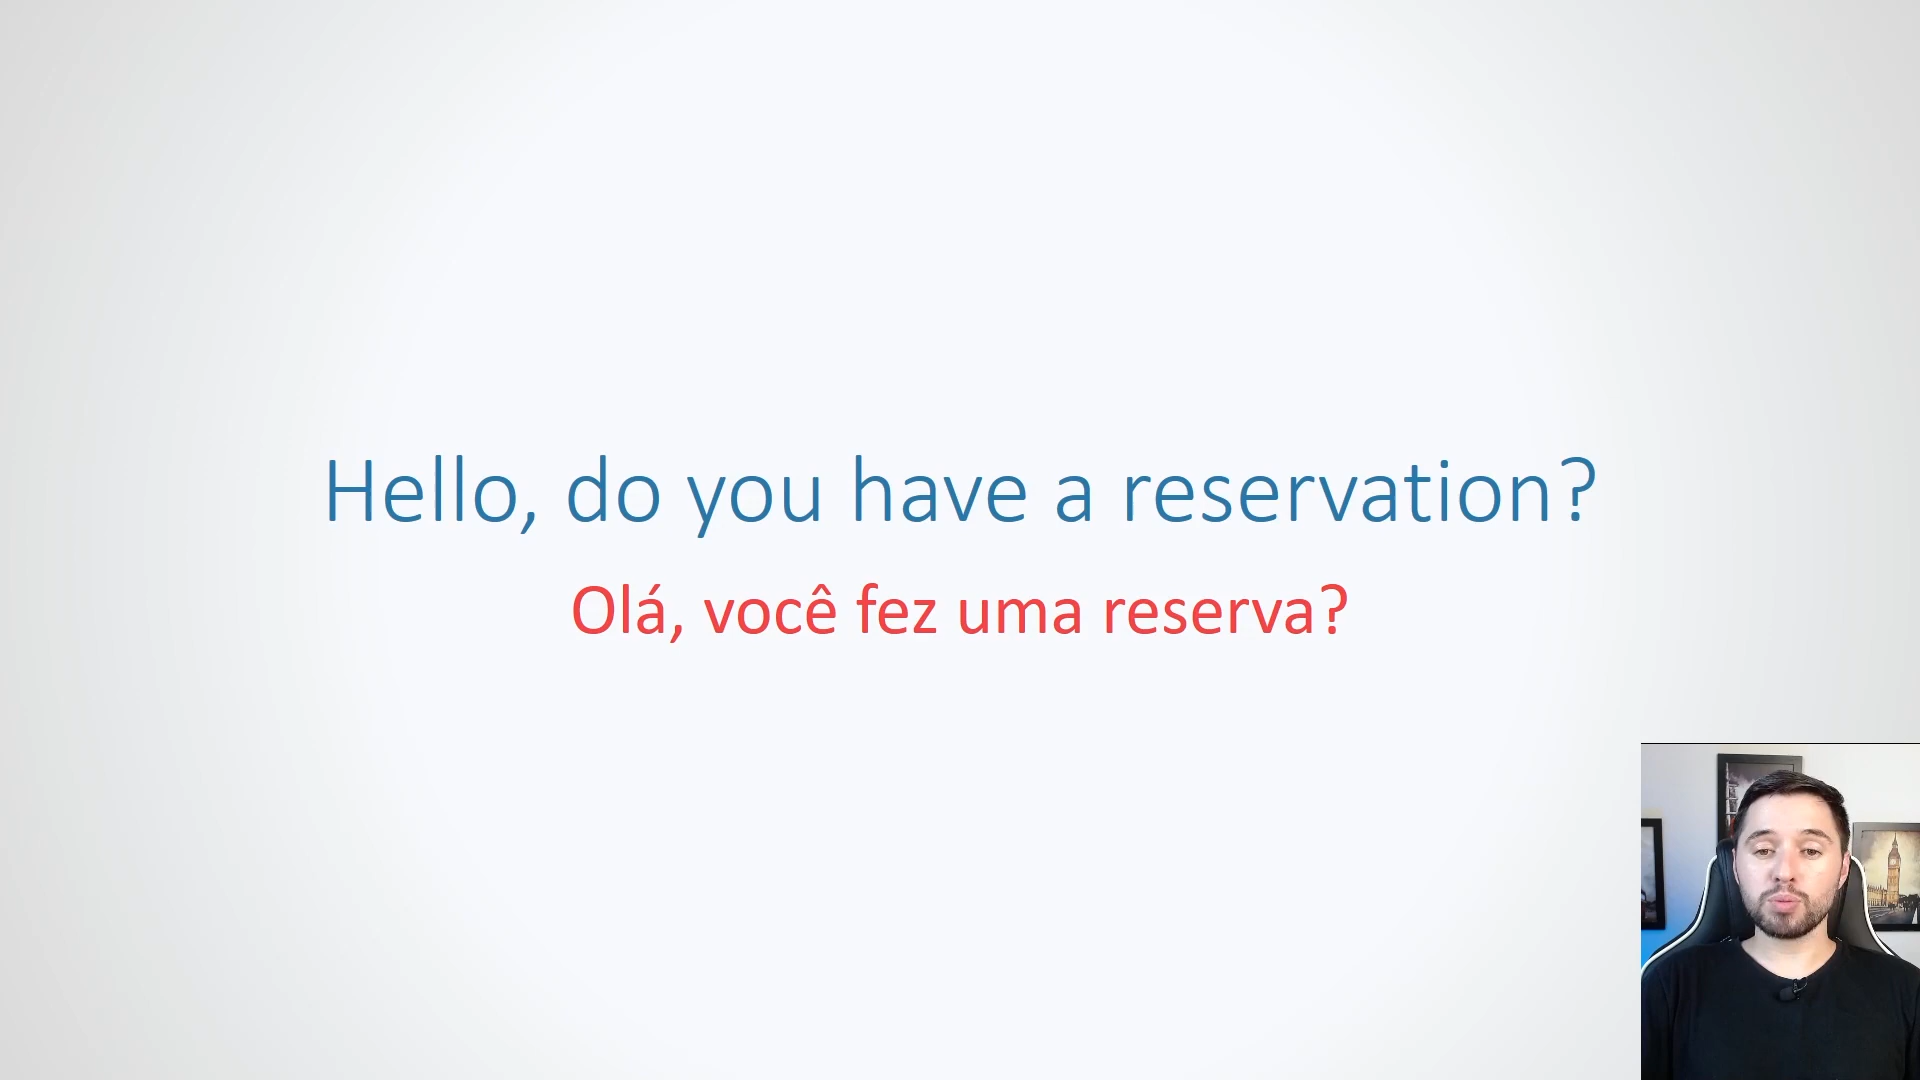 Hello, do you have a reservation?
Olá, você fez uma reserva?